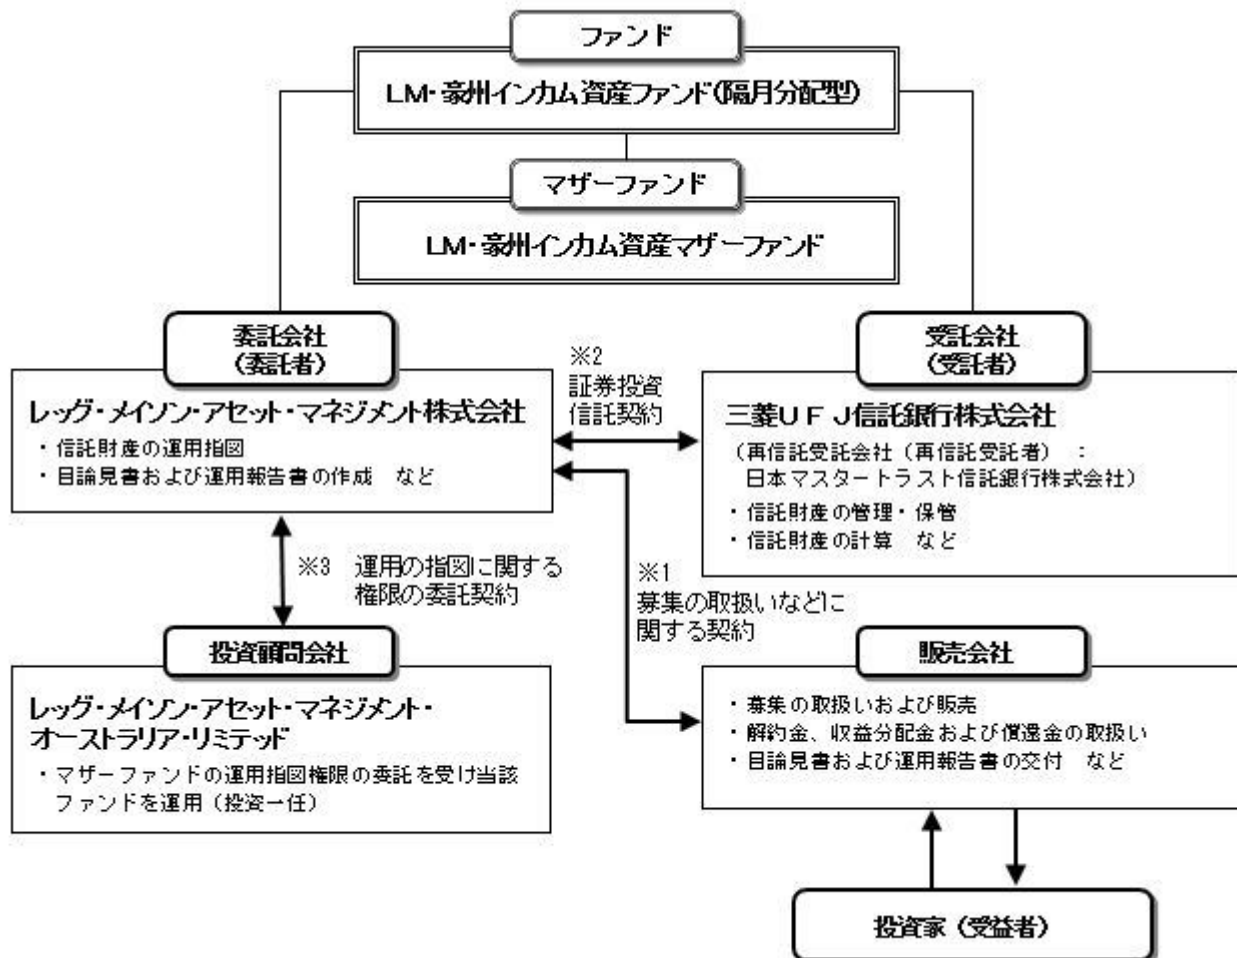 ファンド
LM・豪州インカム資産ファンド(隔月分配型)
マザーファンド
LM・豪州インカム資産マザーファンド
委託会社
(委託者)
レッグ・メイソン・アセット・マネジメント株式会社
・信託財産の運用指図
・目論見書および運用報告書の作成 など
※2
証券投資
信託契約
受託会社
(受託者)
三菱UFJ信託銀行株式会社
(再信託受託会社(再信託受託者) :
日本マスタートラスト信託銀行株式会社)
・信託財産の管理・保管
・信託財産の計算 など
※3 運用の指図に関する
権限の委託契約
※1
募集の取扱いなどに
関する契約
投資顧問会社
レッグ・メイソン・アセット・マネジメント・
オーストラリア・リミテッド
・マザーファンドの運用指図権限の委託を受け当該
ファンドを運用(投資一任)
販売会社
・募集の取扱いおよび販売
・解約金、収益分配金および償還金の取扱い
・目論見書および運用報告書の交付 など
投資家(受益者)